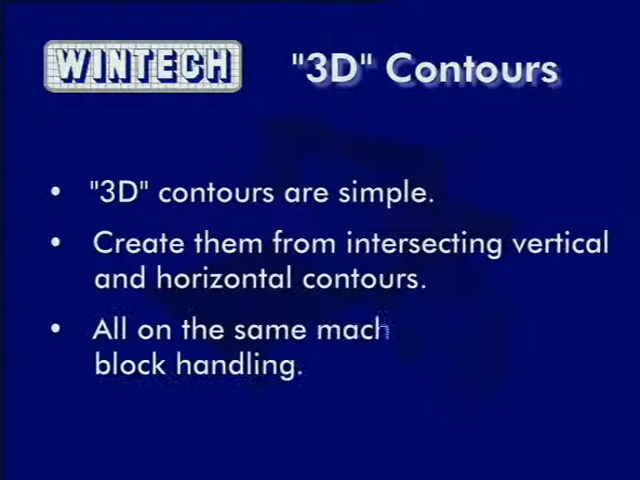 WINTECH
"3D" Contours
• "3D" contours are simple.
• Create them from intersecting vertical
and horizontal contours.
• All on the same mach
block handling.